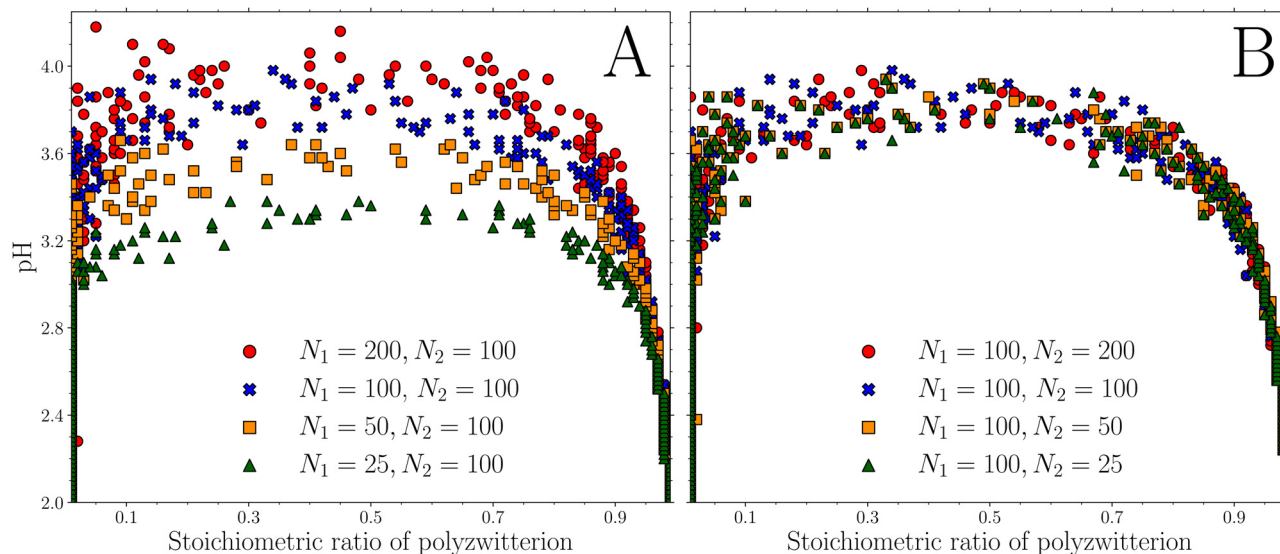 A
B
pH
4.0
3.6
3.2
2.8
2.4
2.0
N₁ = 200, N₂ = 100
N₁ = 100, N₂ = 100
N₁ = 50, N₂ = 100
N₁ = 25, N₂ = 100
0.1 0.3 0.5 0.7 0.9
Stoichiometric ratio of polyzwitterion
N₁ = 100, N₂ = 200
N₁ = 100, N₂ = 100
N₁ = 100, N₂ = 50
N₁ = 100, N₂ = 25
0.1 0.3 0.5 0.7 0.9
Stoichiometric ratio of polyzwitterion